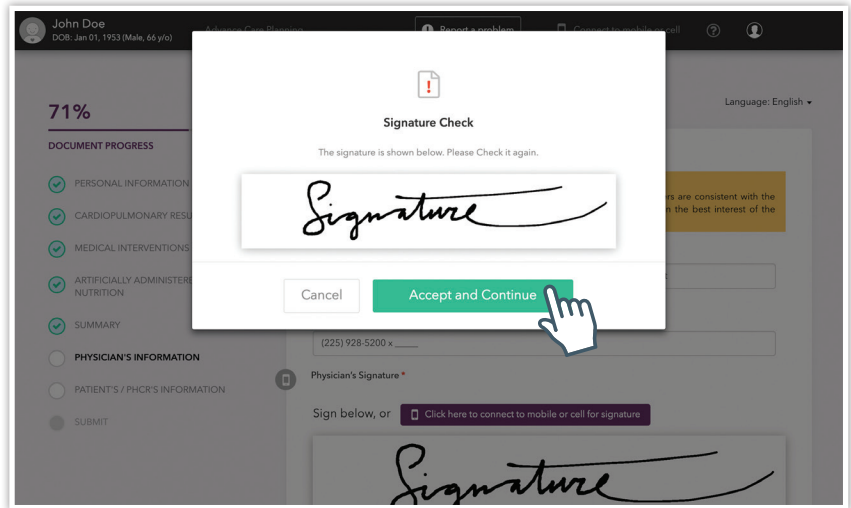 John Doe
DOB: Jan 01, 1953 (Male, 66 y/o)
Advance Care Planning
Report a problem
Connect to mobile or cell
?
71%
DOCUMENT PROGRESS
PERSONAL INFORMATION
CARDIOPULMONARY RESU
MEDICAL INTERVENTIONS
ARTIFICIALLY ADMINISTERE
NUTRITION
SUMMARY
PHYSICIAN'S INFORMATION
PATIENT'S / PHCR'S INFORMATION
SUBMIT
Language: English
!
Signature Check
The signature is shown below. Please Check it again.
Signature
Cancel
Accept and Continue
rs are consistent with the
n the best interest of the
(225) 928-5200 x _____
Physician's Signature *
Sign below, or
Click here to connect to mobile or cell for signature
Signature